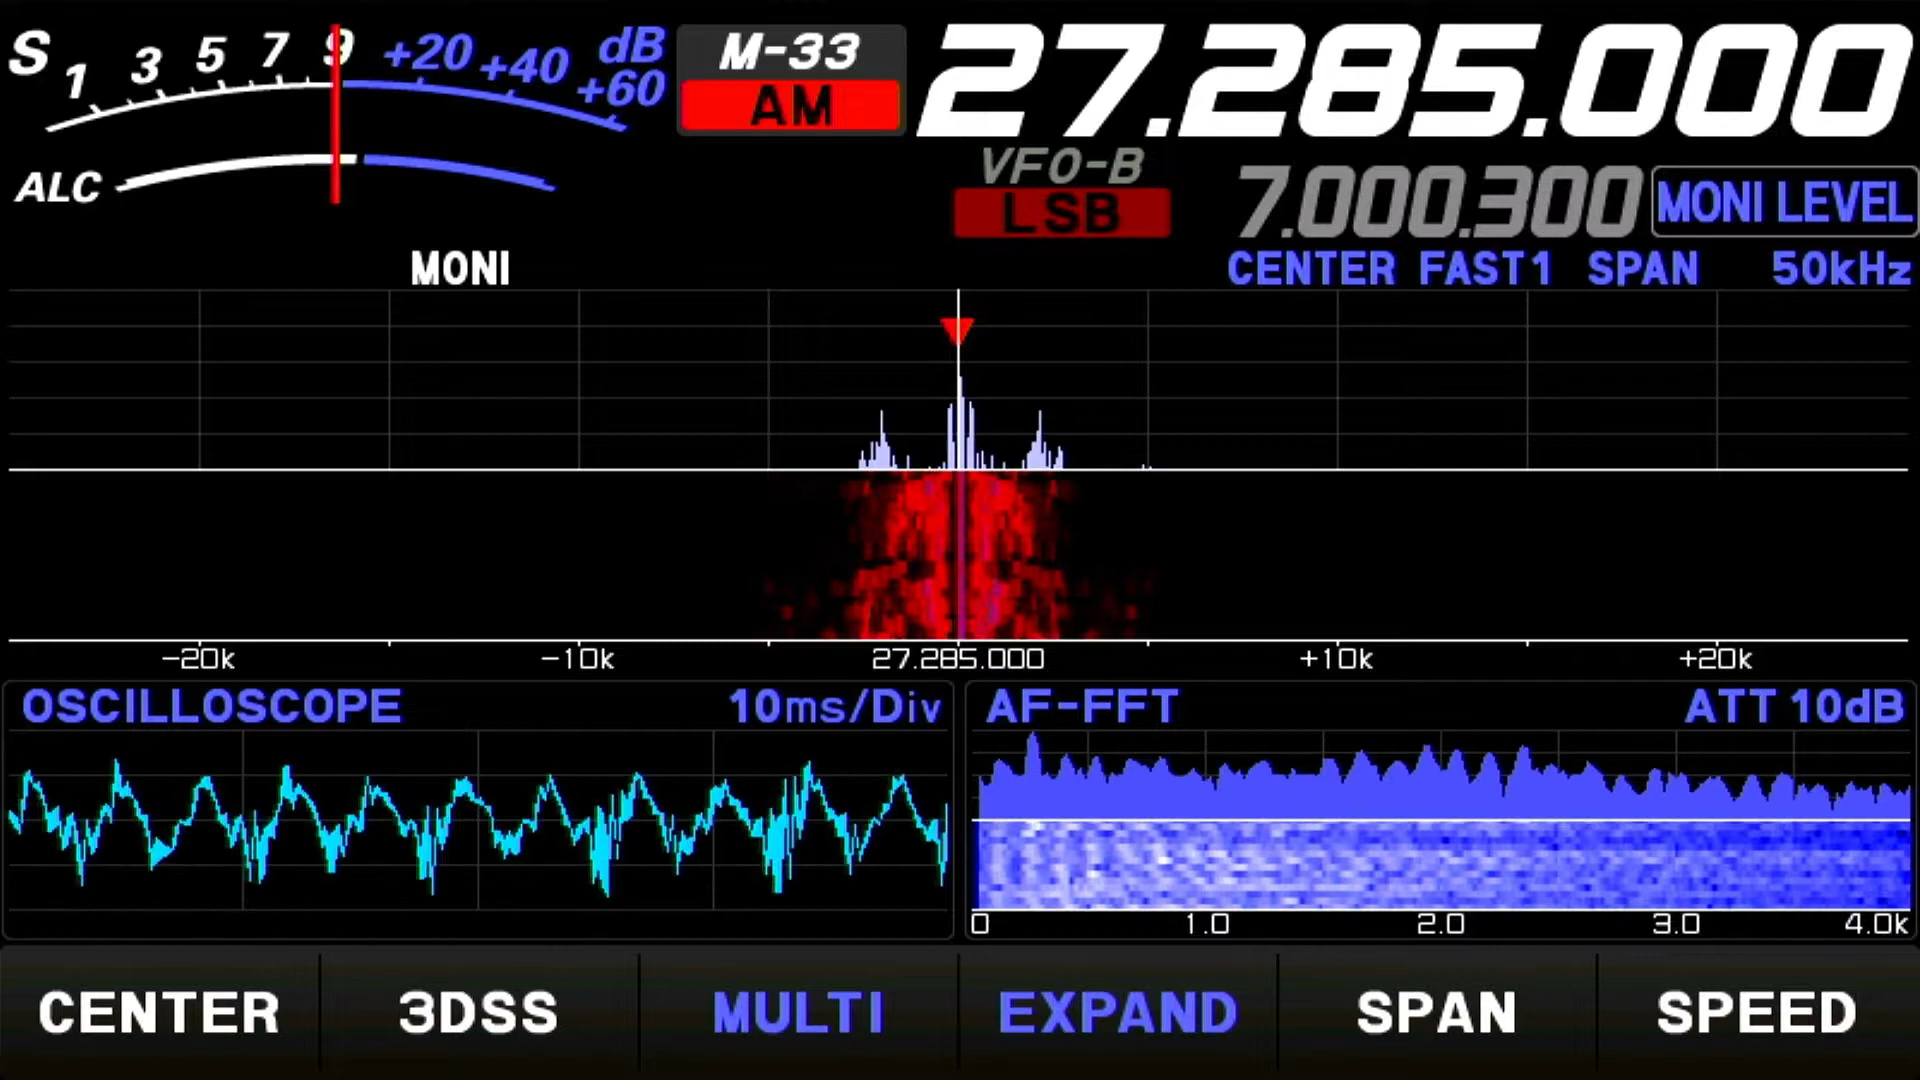 S 1 3 5 7 9 +20 +40 +60 dB
M-33
AM
27.285.000
ALC
VFO-B
LSB
7.000.300
MONI LEVEL
MONI
CENTER FAST1 SPAN 50kHz
-20k -10k 27.285.000 +10k +20k
OSCILLOSCOPE 10ms/Div
AF-FFT ATT 10dB
0 1.0 2.0 3.0 4.0k
CENTER 3DSS MULTI EXPAND SPAN SPEED